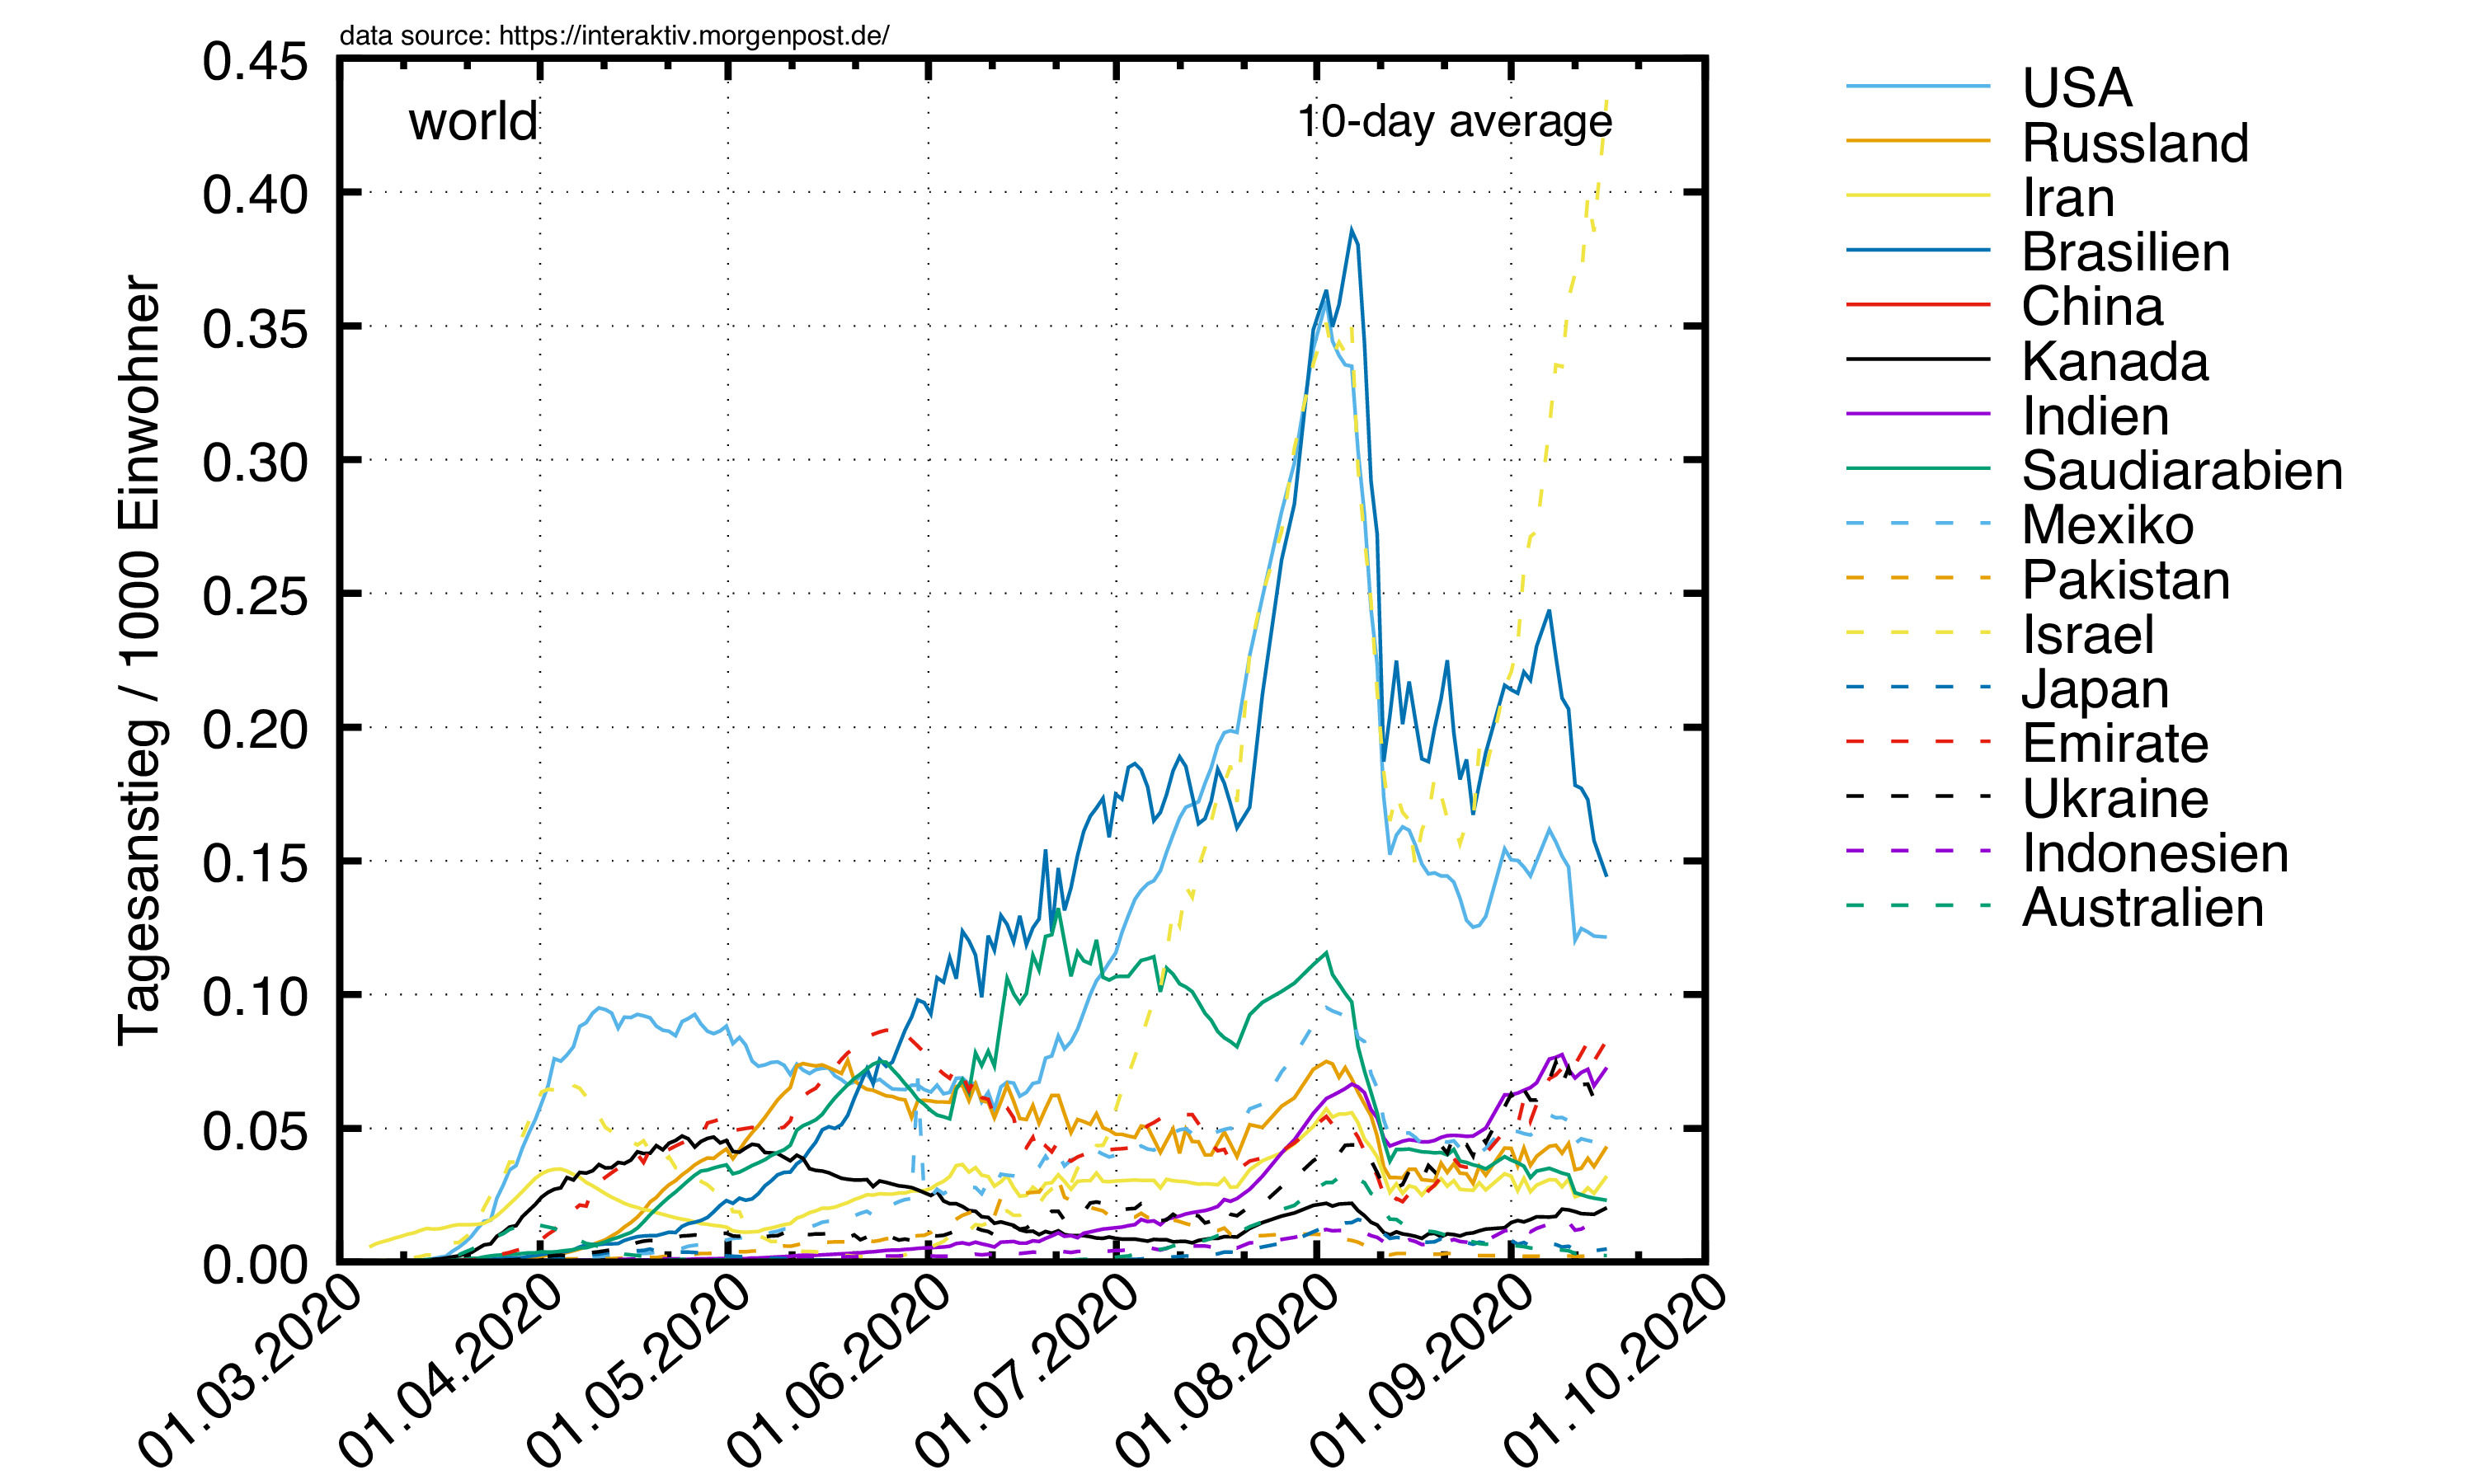 data source: https://interaktiv.morgenpost.de/
world
10-day average
Tagesanstieg / 1000 Einwohner
0.45
0.40
0.35
0.30
0.25
0.20
0.15
0.10
0.05
0.00
01.03.2020
01.04.2020
01.05.2020
01.06.2020
01.07.2020
01.08.2020
01.09.2020
01.10.2020
USA
Russland
Iran
Brasilien
China
Kanada
Indien
Saudiarabien
Mexiko
Pakistan
Israel
Japan
Emirate
Ukraine
Indonesien
Australien